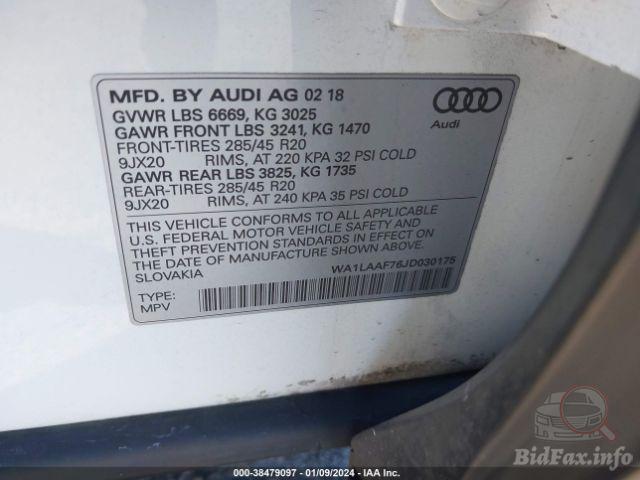 MFD. BY AUDI AG 02 18
GVWR LBS 6669, KG 3025
GAWR FRONT LBS 3241, KG 1470
FRONT-TIRES 285/45 R20
9JX20 RIMS, AT 220 KPA 32 PSI COLD
GAWR REAR LBS 3825, KG 1735
REAR-TIRES 285/45 R20
9JX20 RIMS, AT 240 KPA 35 PSI COLD
Audi
THIS VEHICLE CONFORMS TO ALL APPLICABLE
U.S. FEDERAL MOTOR VEHICLE SAFETY AND
THEFT PREVENTION STANDARDS IN EFFECT ON
THE DATE OF MANUFACTURE SHOWN ABOVE.
SLOVAKIA
WA1LAAF76JD030175
TYPE:
MPV
BidFax.info
000-38479097 - 01/09/2024 - IAA Inc.